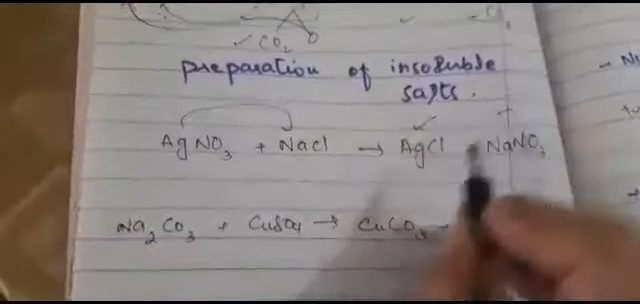 CO₂
preparation of insoluble
salts.
AgNO₃ + NaCl → AgCl + NaNO₃
Na₂CO₃ + CuSO₄ → CuCO₃